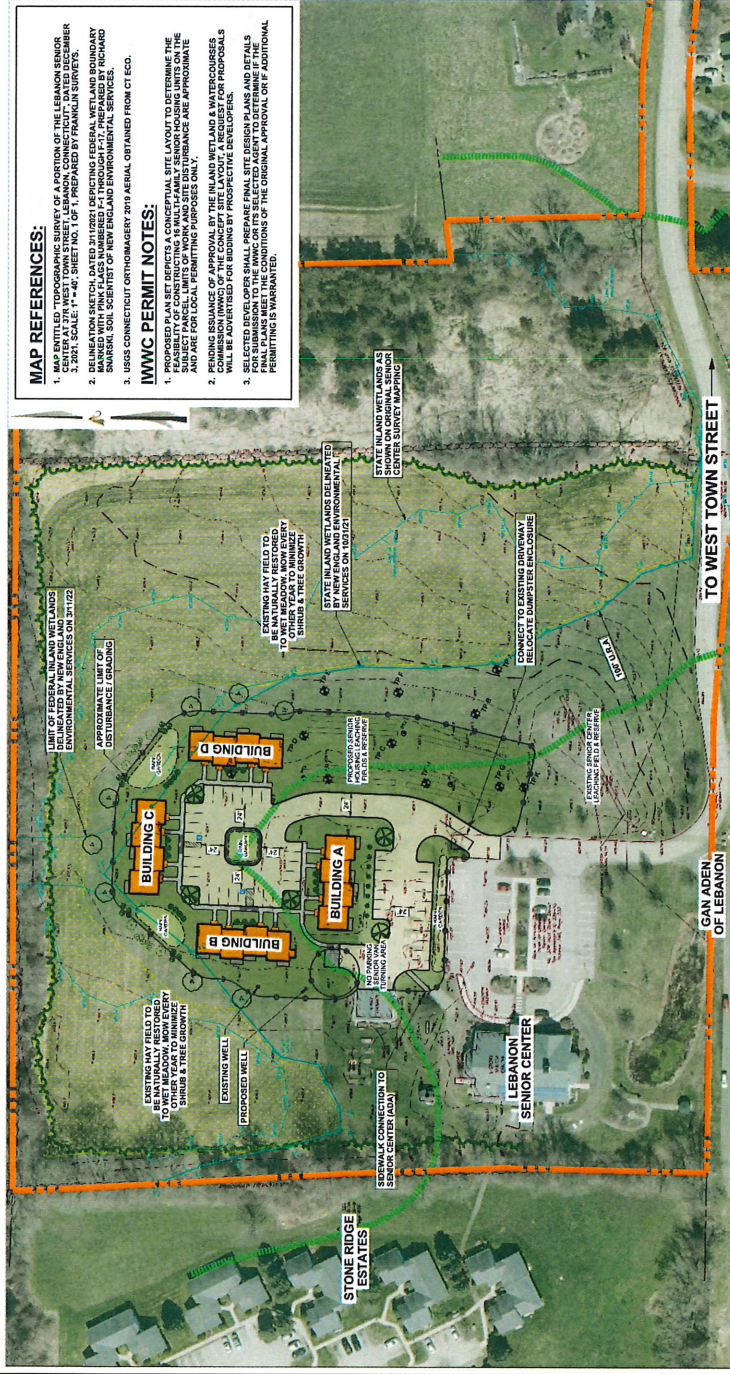 MAP REFERENCES:
1. MAP ENTITLED "TOPOGRAPHIC SURVEY OF A PORTION OF THE LEBANON SENIOR
CENTER AT 37R WEST TOWN STREET, LEBANON, CONNECTICUT", DATED DECEMBER
3, 2021, SCALE: 1" = 40', SHEET NO. 1 OF 1, PREPARED BY FRANKLIN SURVEYS.
2. DELINEATION SKETCH, DATED 3/11/2021 DEPICTING FEDERAL WETLAND BOUNDARY
MARKED WITH PINK FLAGS NUMBERED F-1 THROUGH F-17, PREPARED BY RICHARD
SNARSKI, SOIL SCIENTIST OF NEW ENGLAND ENVIRONMENTAL SERVICES.
3. USGS CONNECTICUT ORTHOIMAGERY 2019 AERIAL OBTAINED FROM CT ECO.
IWWC PERMIT NOTES:
1. PROPOSED PLAN SET DEPICTS A CONCEPTUAL SITE LAYOUT TO DETERMINE THE
FEASIBILITY OF CONSTRUCTING 16 MULTI-FAMILY SENIOR HOUSING UNITS ON THE
SUBJECT PARCEL. LIMITS OF WORK AND SITE DISTURBANCE ARE APPROXIMATE
AND ARE FOR LOCAL PERMITTING PURPOSES ONLY.
2. PENDING ISSUANCE OF APPROVAL BY THE INLAND WETLAND & WATERCOURSES
COMMISSION (IWWC) OF THE CONCEPT SITE LAYOUT, A REQUEST FOR PROPOSALS
WILL BE ADVERTISED FOR BIDDING BY PROSPECTIVE DEVELOPERS.
3. SELECTED DEVELOPER SHALL PREPARE FINAL SITE DESIGN PLANS AND DETAILS
FOR SUBMISSION TO THE IWWC OR ITS SELECTED AGENT TO DETERMINE IF THE
FINAL PLANS MEET THE CONDITIONS OF THE ORIGINAL APPROVAL OR IF ADDITIONAL
PERMITTING IS WARRANTED.
LIMIT OF FEDERAL INLAND WETLANDS
DELINEATED BY NEW ENGLAND
ENVIRONMENTAL SERVICES ON 3/11/22
APPROXIMATE LIMIT OF
DISTURBANCE / GRADING
EXISTING HAY FIELD TO
BE NATURALLY RESTORED
TO WET MEADOW. MOW EVERY
OTHER YEAR TO MINIMIZE
SHRUB & TREE GROWTH
STATE INLAND WETLANDS DELINEATED
BY NEW ENGLAND ENVIRONMENTAL
SERVICES ON 10/31/21
STATE INLAND WETLANDS AS
SHOWN ON ORIGINAL SENIOR
CENTER SURVEY MAPPING
CONNECT TO EXISTING DRIVEWAY
RELOCATE DUMPSTER ENCLOSURE
RAIN
GARDEN
BUILDING D
BUILDING C
BUILDING B
BUILDING A
RAIN
GARDEN
24'
24'
24'
24'
24'
24'
PROPOSED SENIOR
HOUSING LEACHING
FIELDS & RESERVE
100' U.R.A
EXISTING SENIOR CENTER
LEACHING FIELD & RESERVE
NO PARKING
SENIOR VAN
TURNING AREA
EXISTING HAY FIELD TO
BE NATURALLY RESTORED
TO WET MEADOW. MOW EVERY
OTHER YEAR TO MINIMIZE
SHRUB & TREE GROWTH
EXISTING WELL
PROPOSED WELL
SIDEWALK CONNECTION TO
SENIOR CENTER (ADA)
LEBANON
SENIOR CENTER
STONE RIDGE
ESTATES
GAN ADEN
OF LEBANON
TO WEST TOWN STREET